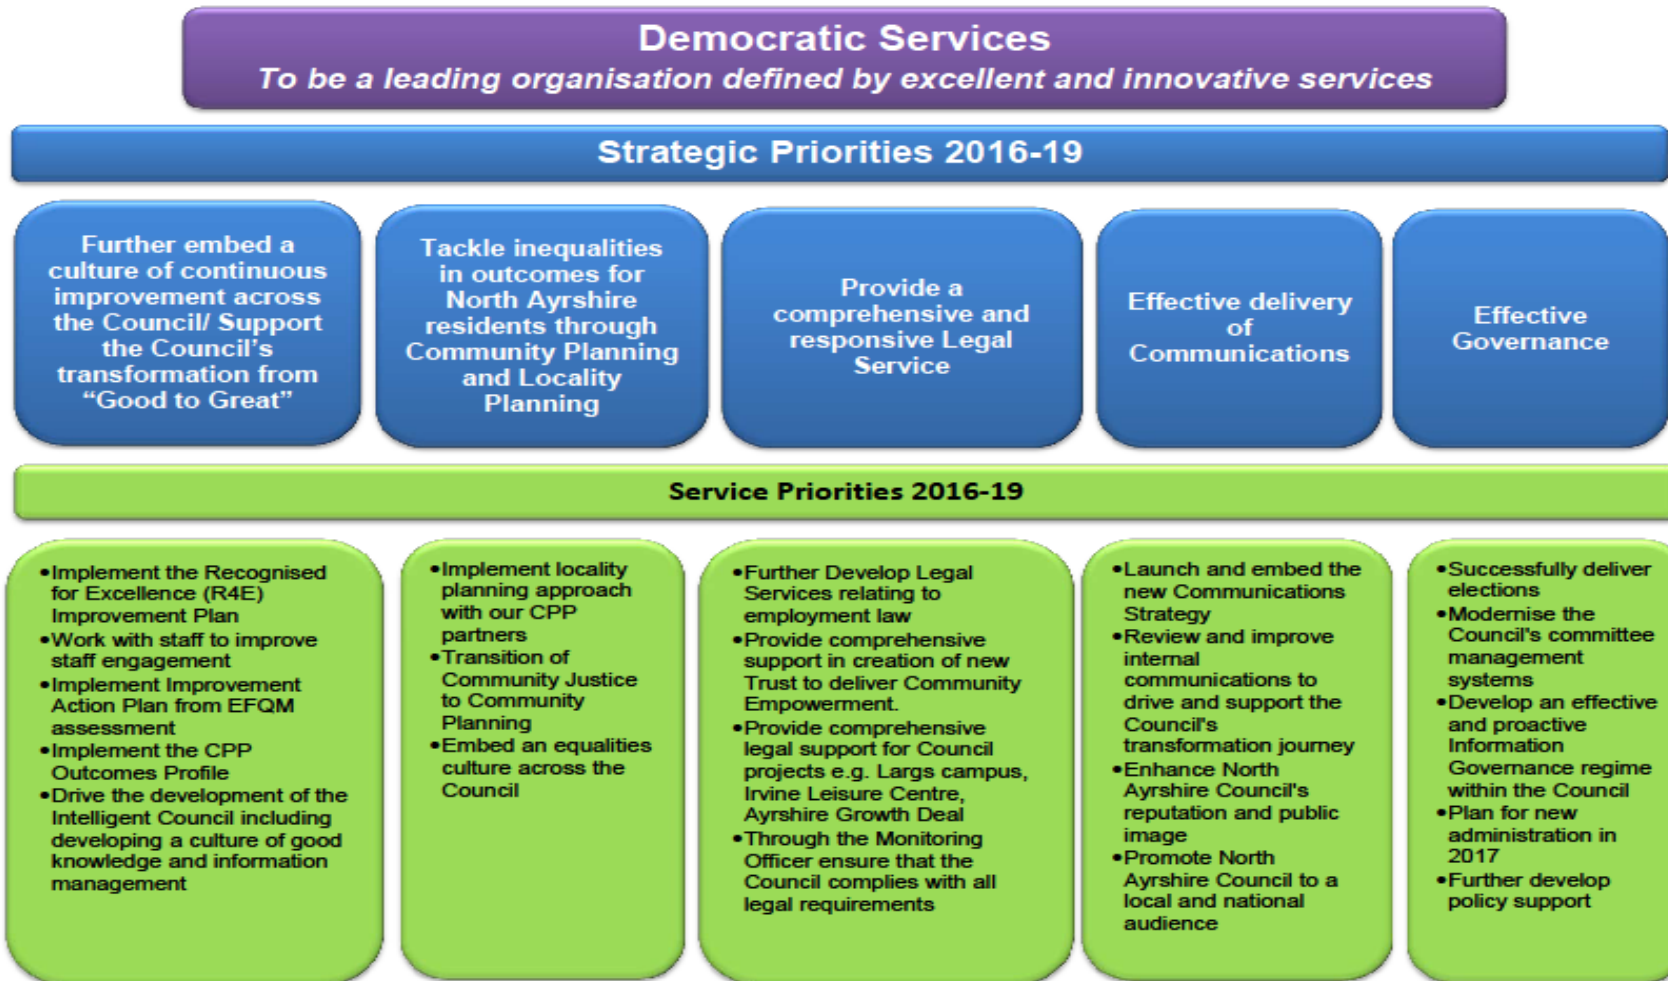 Democratic Services
To be a leading organisation defined by excellent and innovative services
Strategic Priorities 2016-19
Further embed a
culture of continuous
improvement across
the Council/ Support
the Council’s
transformation from
“Good to Great”
Tackle inequalities
in outcomes for
North Ayrshire
residents through
Community Planning
and Locality
Planning
Provide a
comprehensive and
responsive Legal
Service
Effective delivery
of
Communications
Effective
Governance
Service Priorities 2016-19
•Implement the Recognised
for Excellence (R4E)
Improvement Plan
•Work with staff to improve
staff engagement
•Implement Improvement
Action Plan from EFQM
assessment
•Implement the CPP
Outcomes Profile
•Drive the development of the
Intelligent Council including
developing a culture of good
knowledge and information
management
•Implement locality
planning approach
with our CPP
partners
•Transition of
Community Justice
to Community
Planning
•Embed an equalities
culture across the
Council
•Further Develop Legal
Services relating to
employment law
•Provide comprehensive
support in creation of new
Trust to deliver Community
Empowerment.
•Provide comprehensive
legal support for Council
projects e.g. Largs campus,
Irvine Leisure Centre,
Ayrshire Growth Deal
•Through the Monitoring
Officer ensure that the
Council complies with all
legal requirements
•Launch and embed the
new Communications
Strategy
•Review and improve
internal
communications to
drive and support the
Council's
transformation journey
•Enhance North
Ayrshire Council's
reputation and public
image
•Promote North
Ayrshire Council to a
local and national
audience
•Successfully deliver
elections
•Modernise the
Council's committee
management
systems
•Develop an effective
and proactive
Information
Governance regime
within the Council
•Plan for new
administration in
2017
•Further develop
policy support